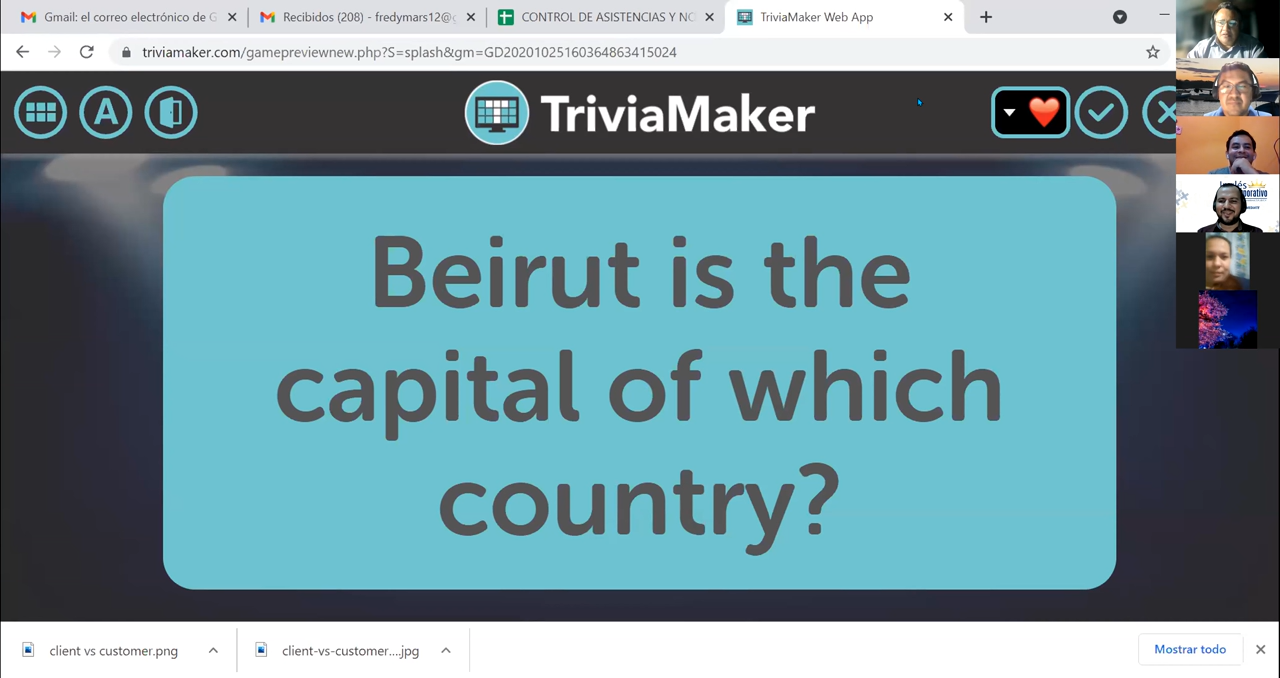 Gmail: el correo electrónico de G
Recibidos (208) - fredymars12@g
CONTROL DE ASISTENCIAS Y NO
TriviaMaker Web App
triviamaker.com/gamepreviewnew.php?S=splash&gm=GD20201025160364863415024
A
TriviaMaker
Beirut is the
capital of which
country?
client vs customer.png
client-vs-customer....jpg
Mostrar todo